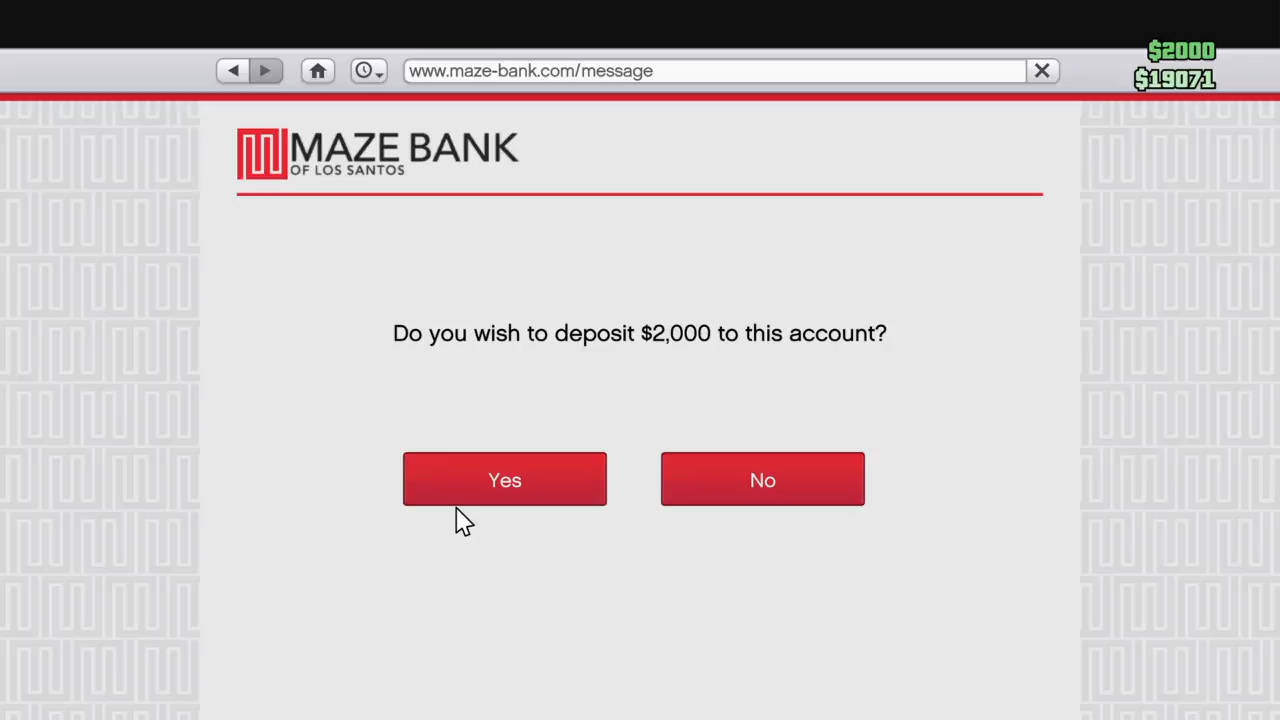 $2000
www.maze-bank.com/message
$19071
MAZE BANK
OF LOS SANTOS
Do you wish to deposit $2,000 to this account?
Yes
No